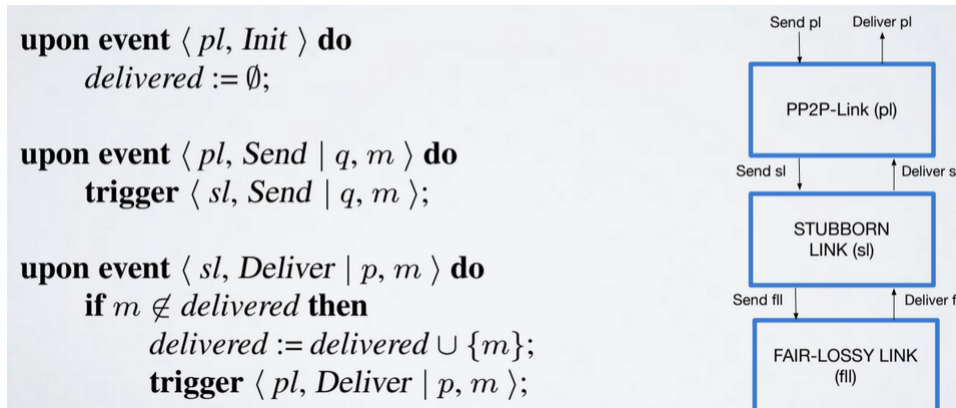 upon event ⟨ pl, Init ⟩ do
delivered := ∅;
upon event ⟨ pl, Send | q, m ⟩ do
trigger ⟨ sl, Send | q, m ⟩;
upon event ⟨ sl, Deliver | p, m ⟩ do
if m ∉ delivered then
delivered := delivered ∪ {m};
trigger ⟨ pl, Deliver | p, m ⟩;
Send pl
Deliver pl
PP2P-Link (pl)
Send sl
Deliver s
STUBBORN
LINK (sl)
Send fll
Deliver f
FAIR-LOSSY LINK
(fll)